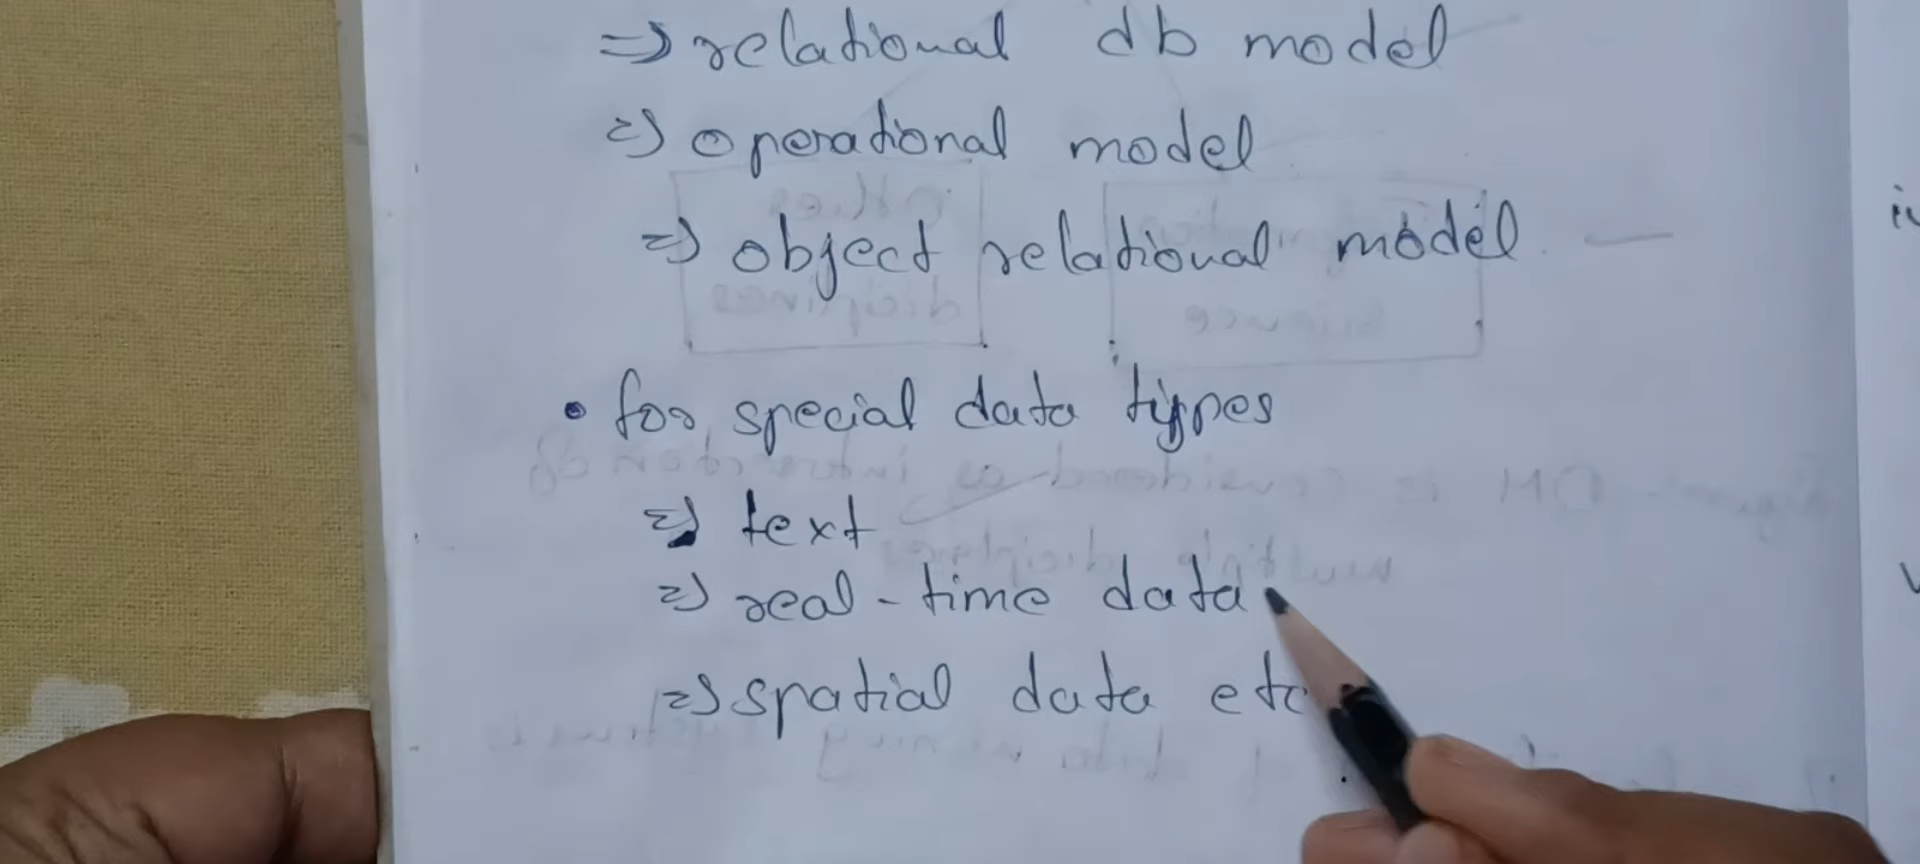 ⇒ relational db model
⇒ operational model
⇒ object relational model
• for special data types
⇒ text
⇒ real-time data
⇒ spatial data etc